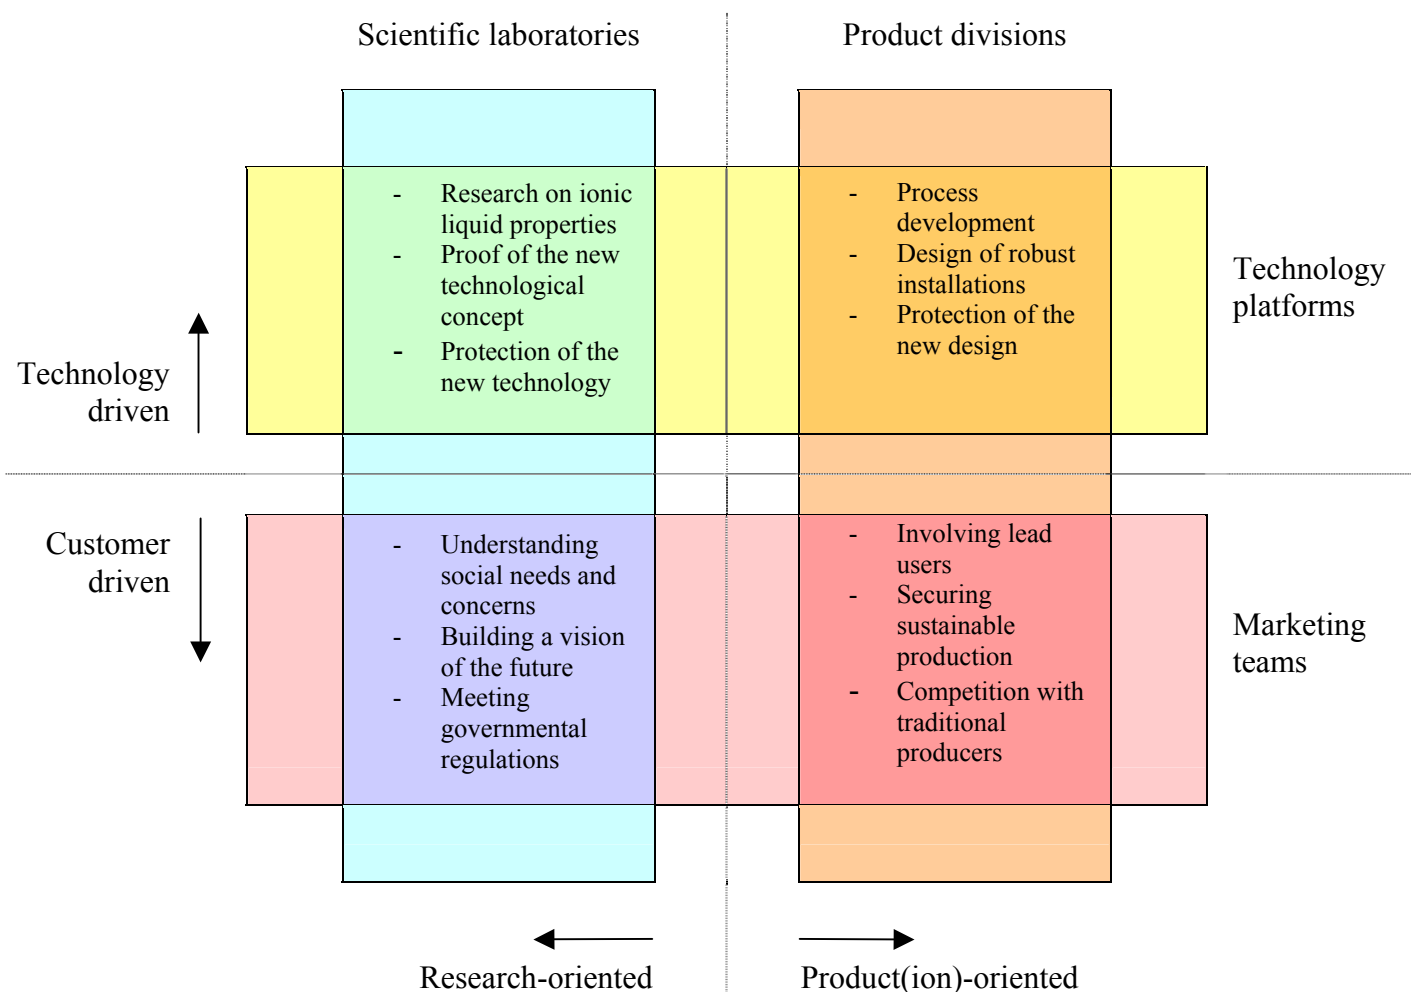 Scientific laboratories
Product divisions
- Research on ionic
liquid properties
- Proof of the new
technological
concept
- Protection of the
new technology
- Process
development
- Design of robust
installations
- Protection of the
new design
Technology
platforms
Technology
driven
Customer
driven
- Understanding
social needs and
concerns
- Building a vision
of the future
- Meeting
governmental
regulations
- Involving lead
users
- Securing
sustainable
production
- Competition with
traditional
producers
Marketing
teams
Research-oriented
Product(ion)-oriented